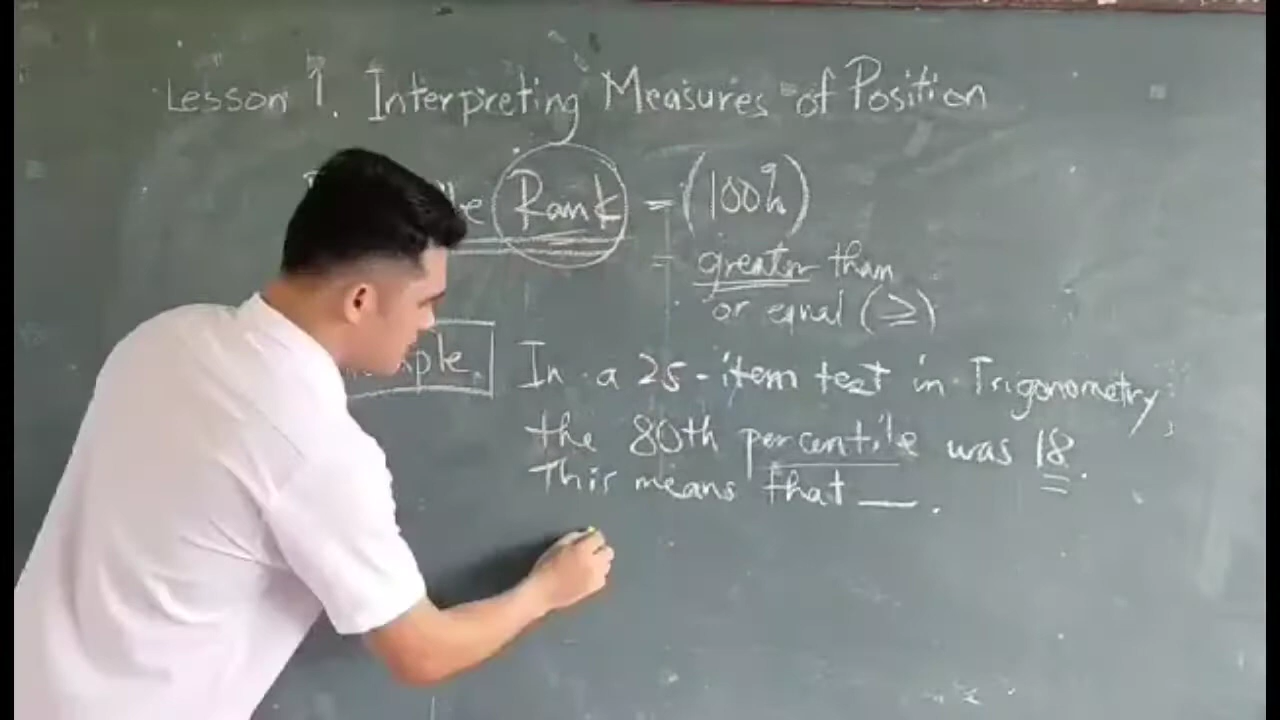 Lesson 1. Interpreting Measures of Position
Rank = (100%)
= greater than
or equal (≥)
In a 25-item test in Trigonometry,
the 80th percentile was 18.
This means that __.